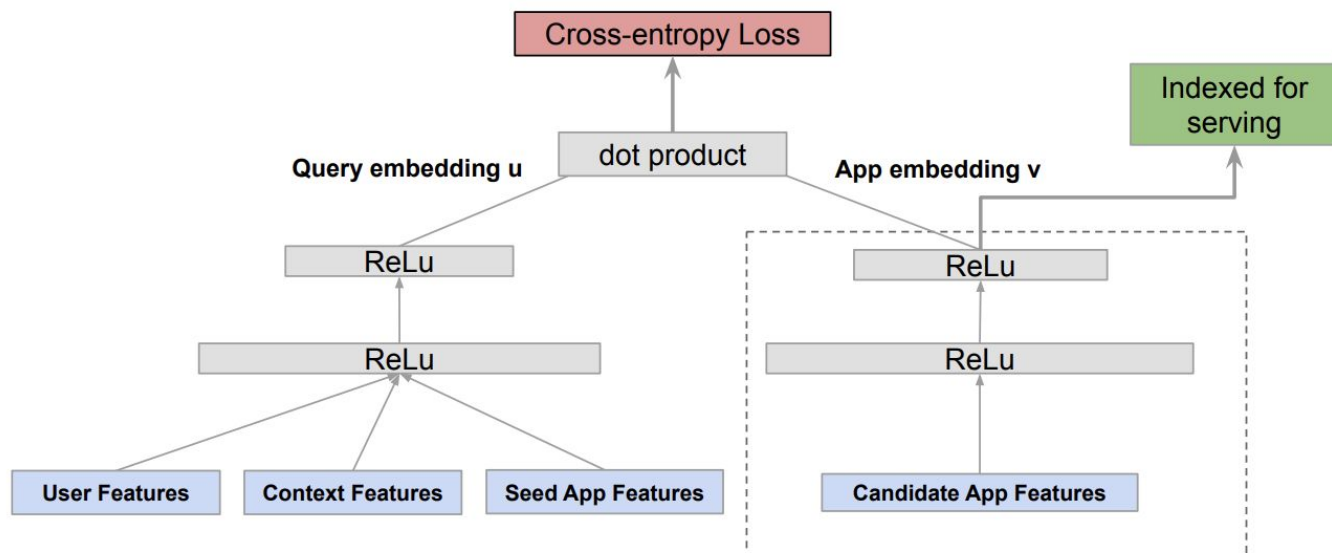 Cross-entropy Loss
Indexed for
serving
dot product
Query embedding u
App embedding v
ReLu
ReLu
ReLu
ReLu
User Features
Context Features
Seed App Features
Candidate App Features